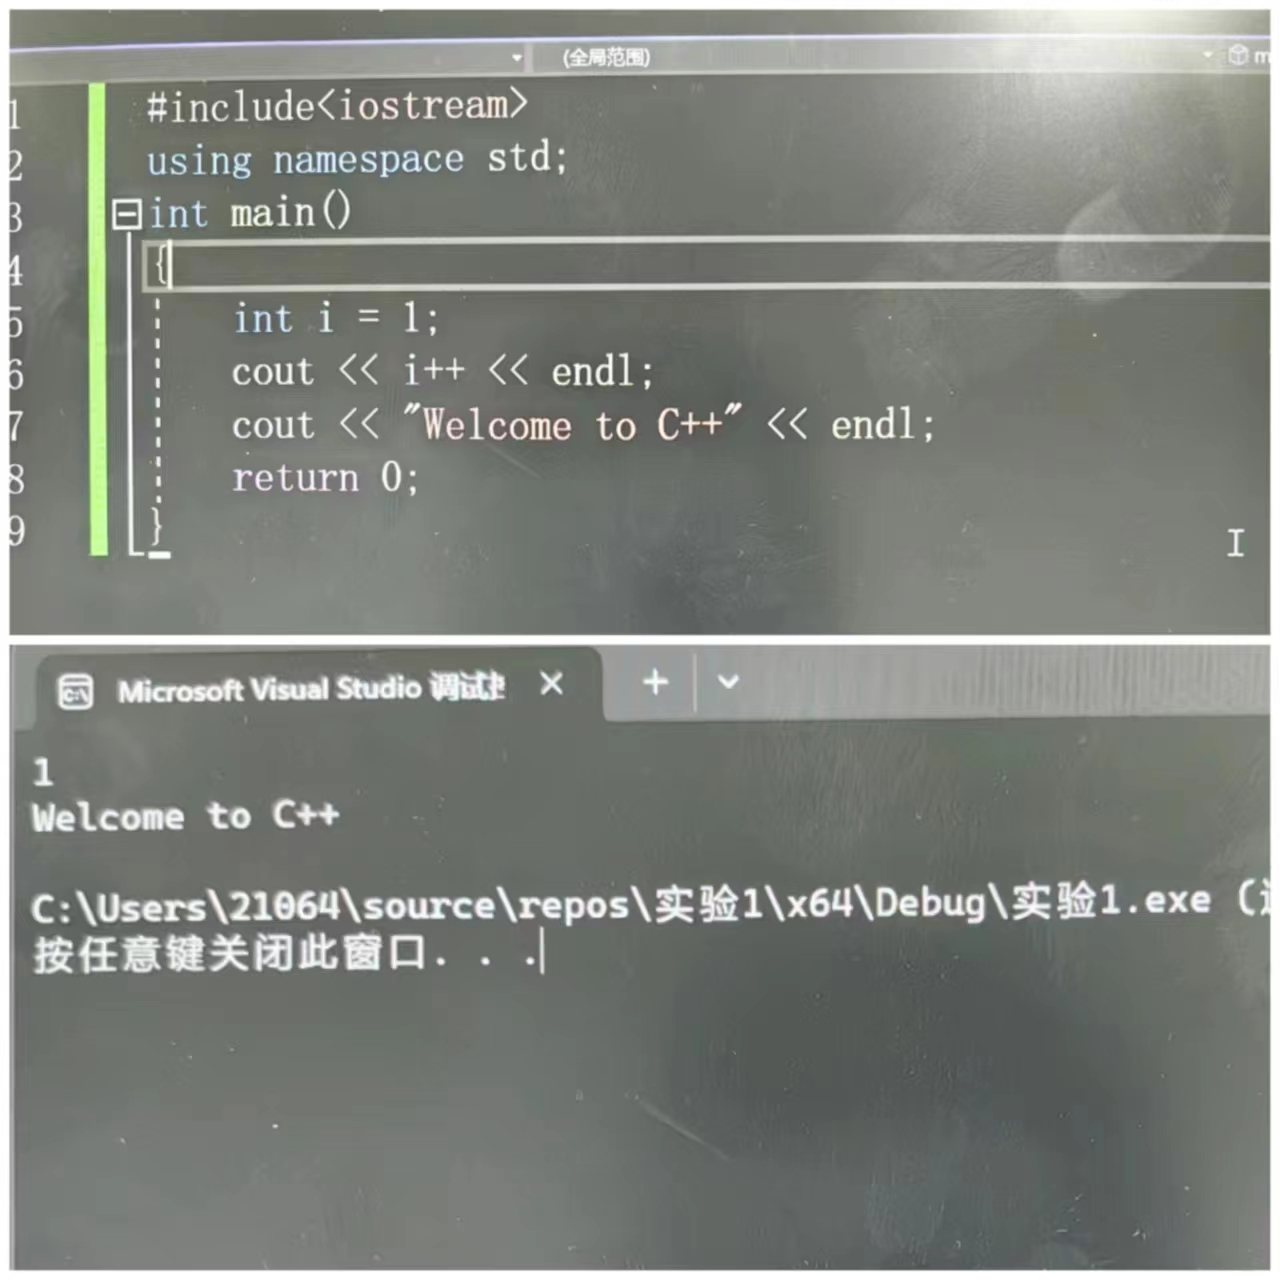 (全局范围)
1 #include<iostream>
2 using namespace std;
3 int main()
4 {
5 int i = 1;
6 cout << i++ << endl;
7 cout << "Welcome to C++" << endl;
8 return 0;
9 }
Microsoft Visual Studio 调试
1
Welcome to C++
C:\Users\21064\source\repos\实验1\x64\Debug\实验1.exe (
按任意键关闭此窗口. . .